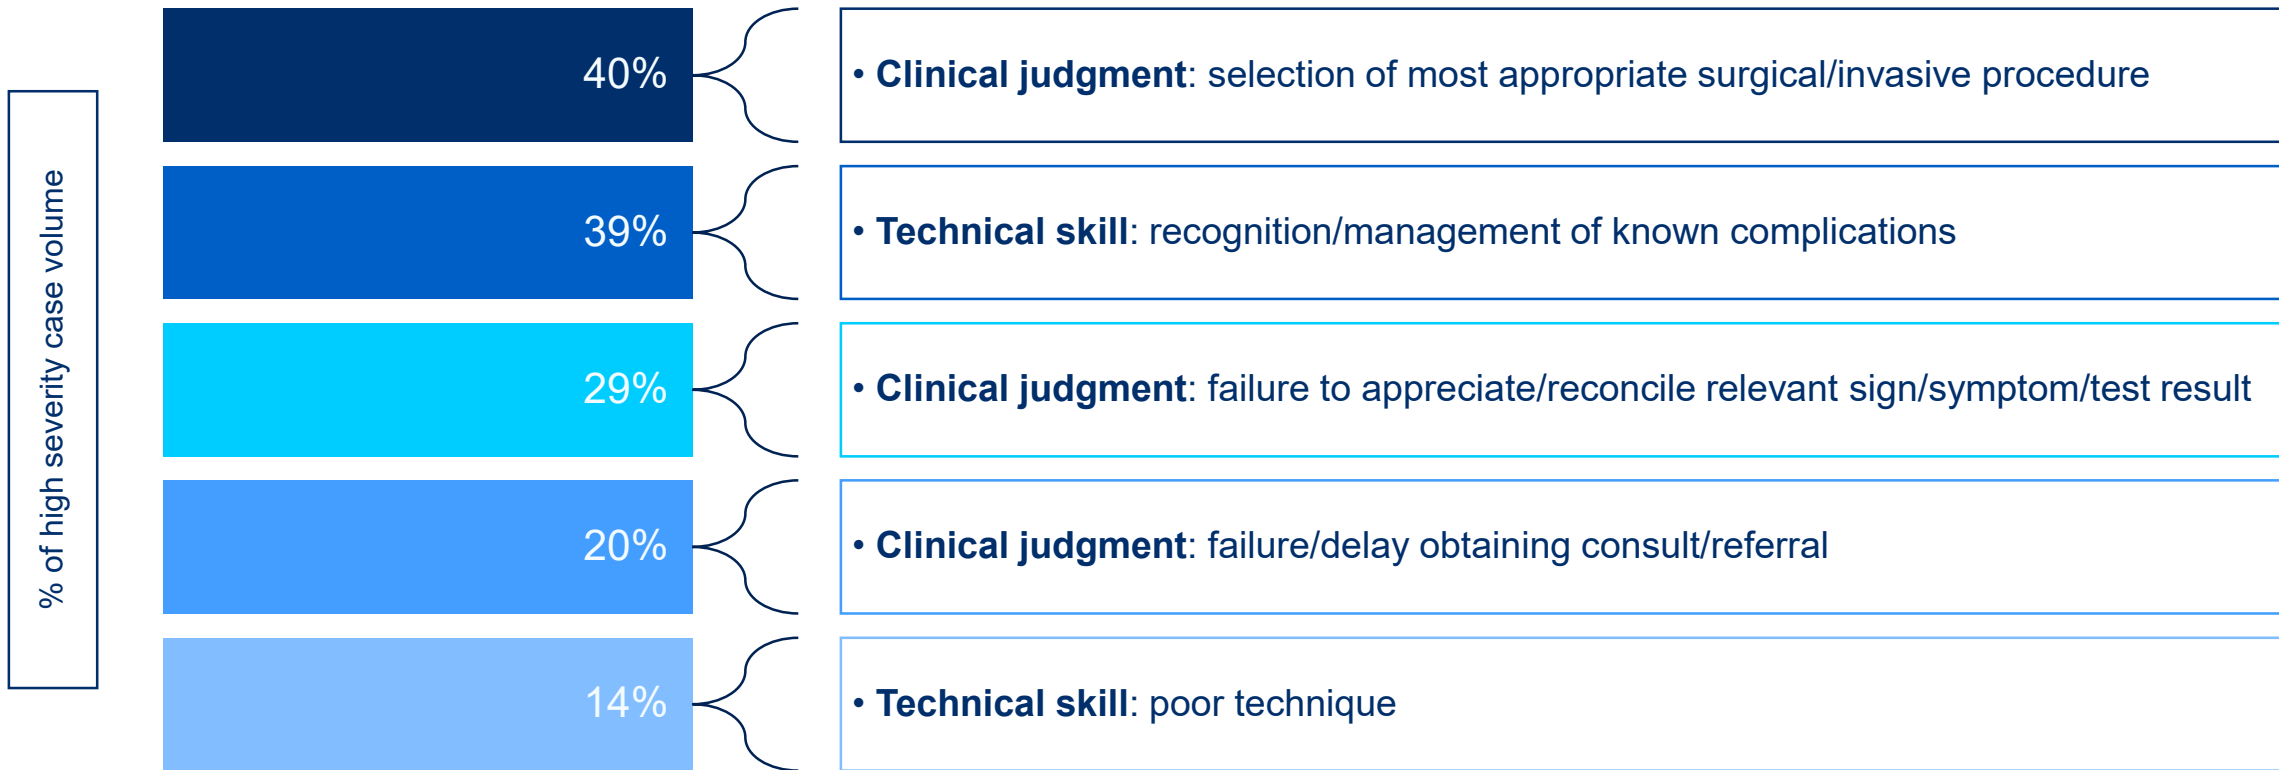 % of high severity case volume
40%
• Clinical judgment: selection of most appropriate surgical/invasive procedure
39%
• Technical skill: recognition/management of known complications
29%
• Clinical judgment: failure to appreciate/reconcile relevant sign/symptom/test result
20%
• Clinical judgment: failure/delay obtaining consult/referral
14%
• Technical skill: poor technique